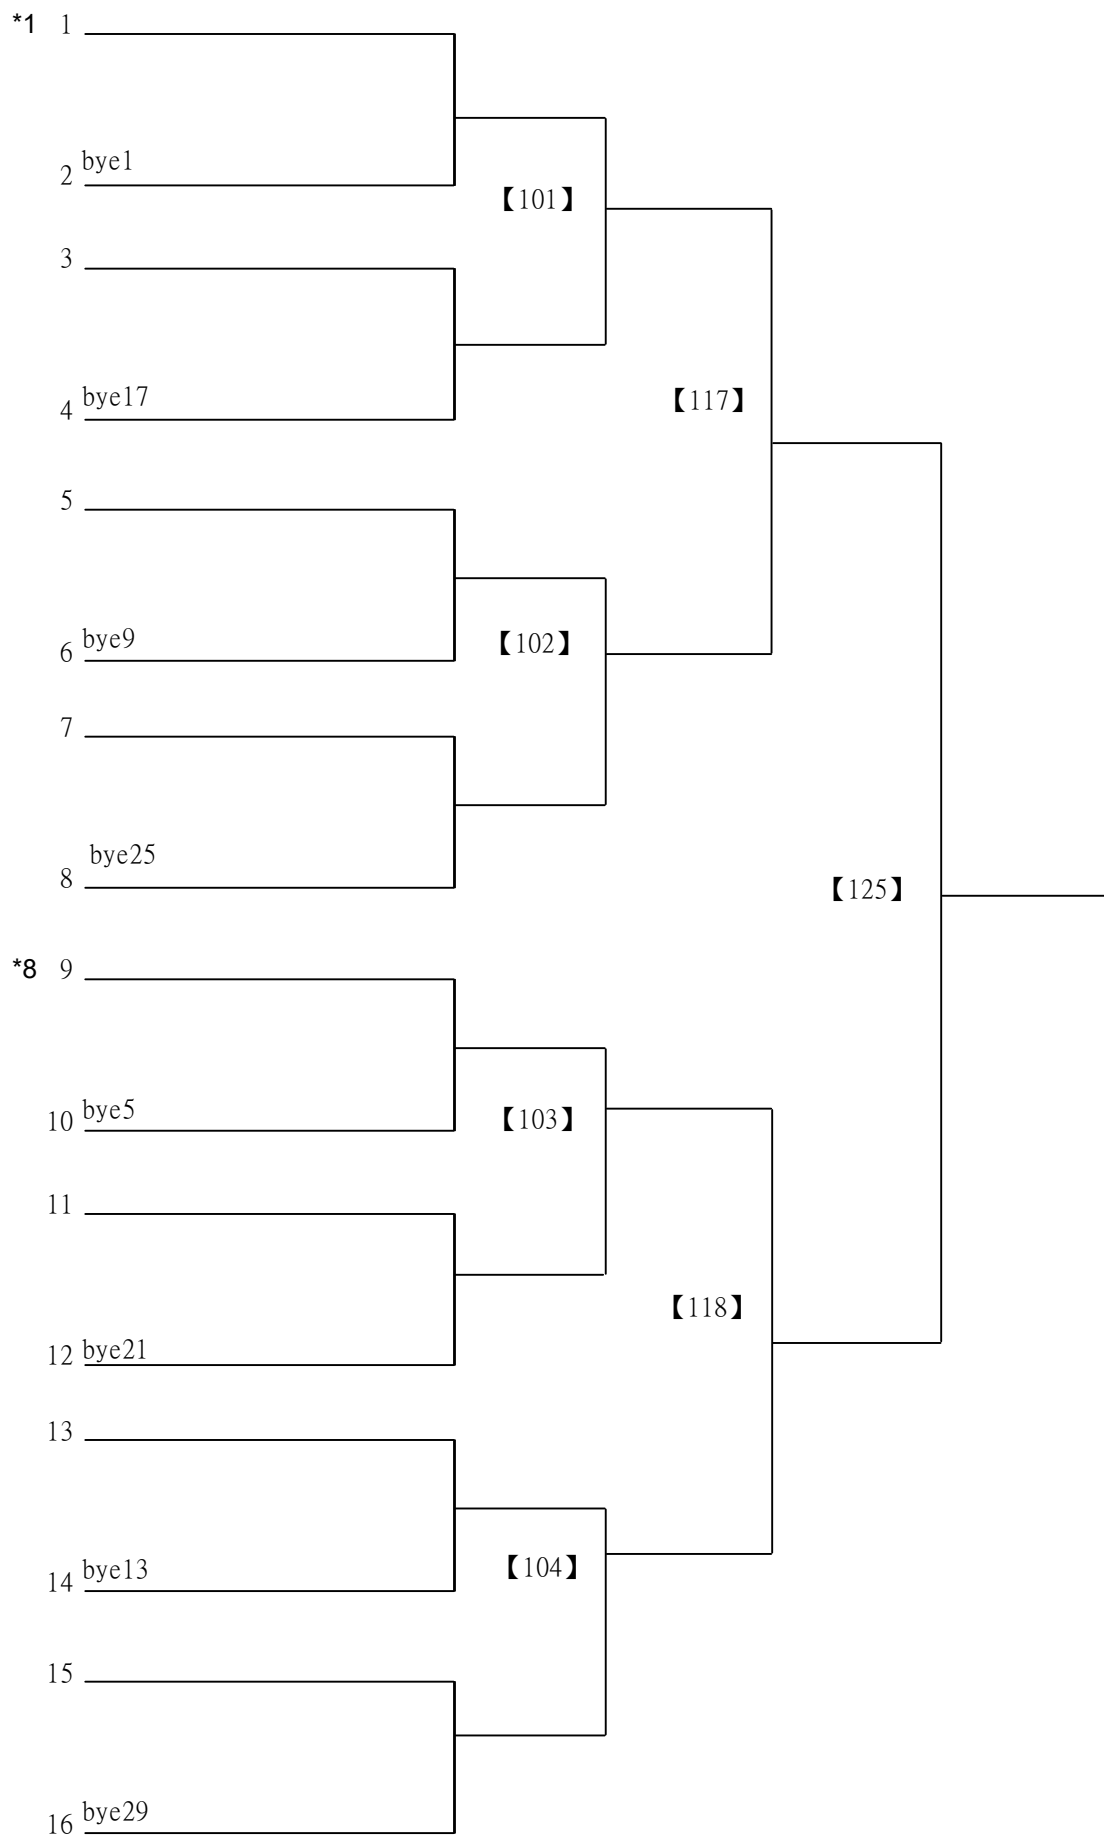 *1 1
2 bye1
【101】
3
4 bye17
【117】
5
6 bye9
【102】
7
8 bye25
【125】
*8 9
10 bye5
【103】
11
12 bye21
【118】
13
14 bye13
【104】
15
16 bye29